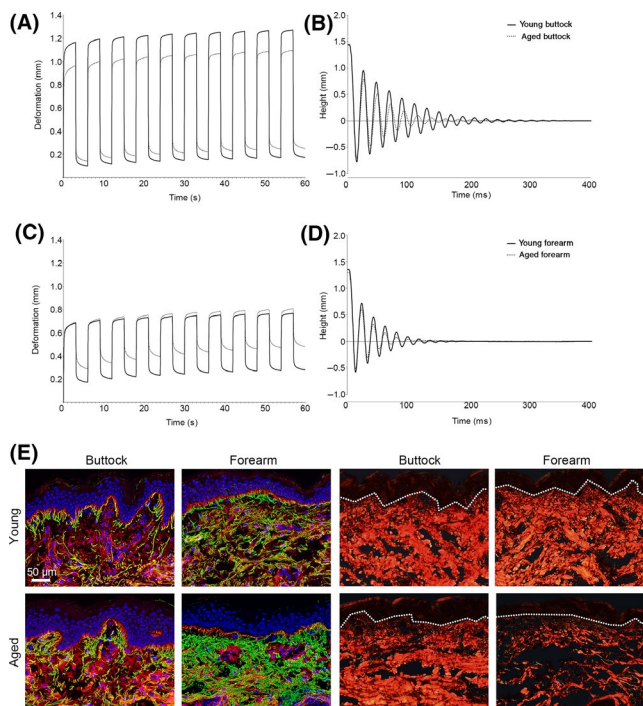 (A)
1.4
1.2
1.0
0.8
0.6
0.4
0.2
Deformation (mm)
0 10 20 30 40 50 60
Time (s)
(B)
2.0
1.5
1.0
0.5
0
−0.5
−1.0
Height (mm)
Young buttock
Aged buttock
0 100 200 300 400
Time (ms)
(C)
1.4
1.2
1.0
0.8
0.6
0.4
0.2
Deformation (mm)
0 10 20 30 40 50 60
Time (s)
(D)
2.0
1.5
1.0
0.5
0
−0.5
−1.0
Height (mm)
Young forearm
Aged forearm
0 100 200 300 400
Time (ms)
(E)
Buttock Forearm Buttock Forearm
Young
50 µm
Aged